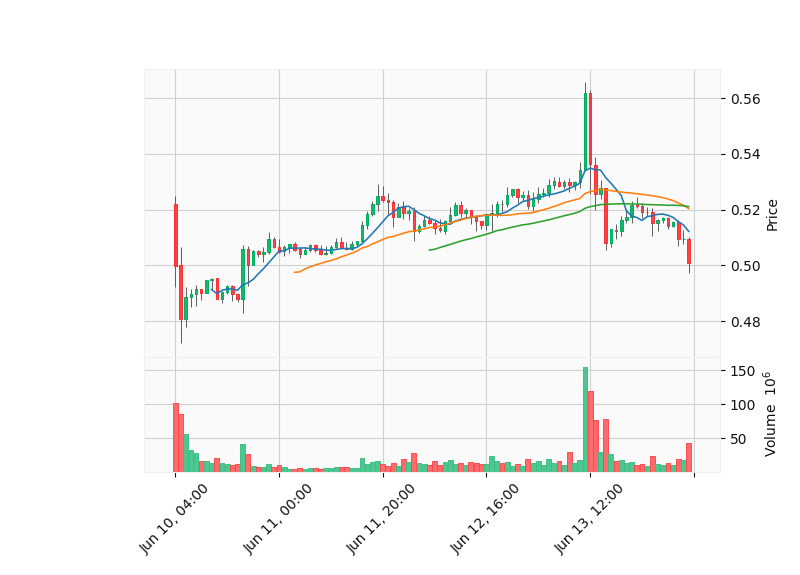 0.56
0.54
0.52
0.50
0.48
Price
150
100
50
Volume 10^6
Jun 10, 04:00
Jun 11, 00:00
Jun 11, 20:00
Jun 12, 16:00
Jun 13, 12:00